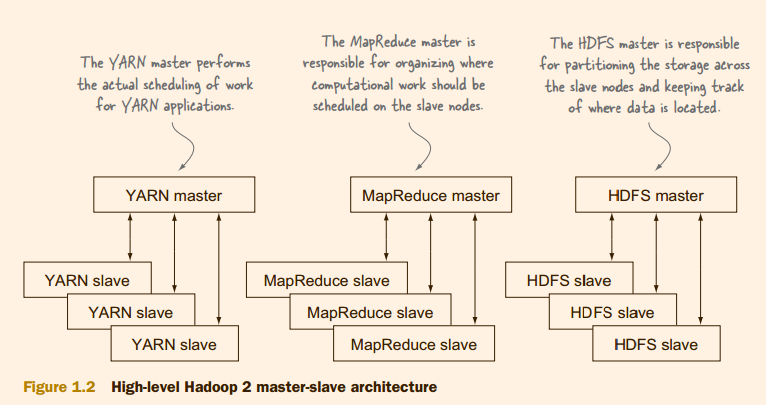 The YARN master performs
the actual scheduling of work
for YARN applications.
The MapReduce master is
responsible for organizing where
computational work should be
scheduled on the slave nodes.
The HDFS master is responsible
for partitioning the storage across
the slave nodes and keeping track
of where data is located.
YARN master
MapReduce master
HDFS master
YARN slave
YARN slave
YARN slave
MapReduce slave
MapReduce slave
MapReduce slave
HDFS slave
HDFS slave
HDFS slave
Figure 1.2 High-level Hadoop 2 master-slave architecture